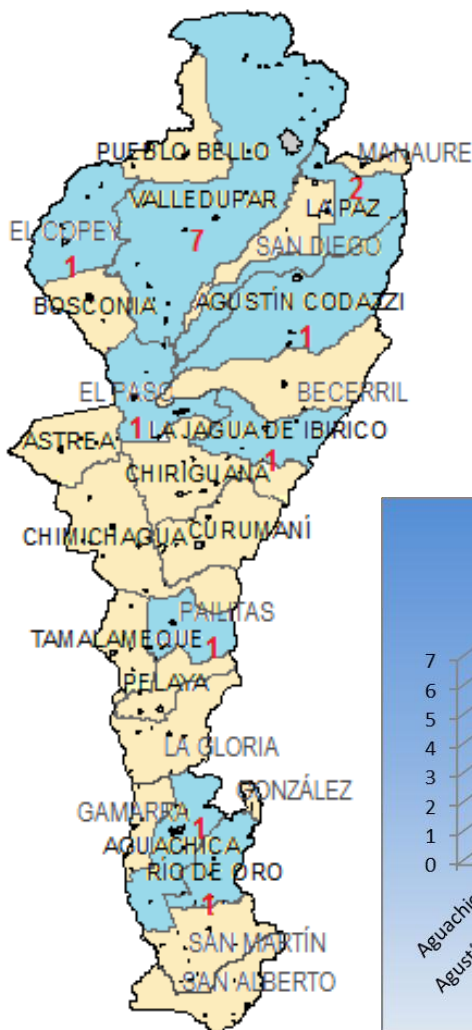 PUEBLO BELLO
MANAURE
VALLEDUPAR
2
LA PAZ
EL COPEY
7
SAN DIEGO
1
BOSCONIA
AGUSTÍN CODAZZI
1
EL PASO
BECERRIL
1
LA JAGUA DE IBIRICO
ASTREA
1
CHIRIGUANA
CHIMICHAGUA
CURUMANÍ
PAILITAS
TAMALAMEQUE
1
PELAYA
LA GLORIA
GONZÁLEZ
GAMARRA
1
AGUACHICA
RÍO DE ORO
1
SAN MARTÍN
SAN ALBERTO
7
6
5
4
3
2
1
0
Aguachic
Agust